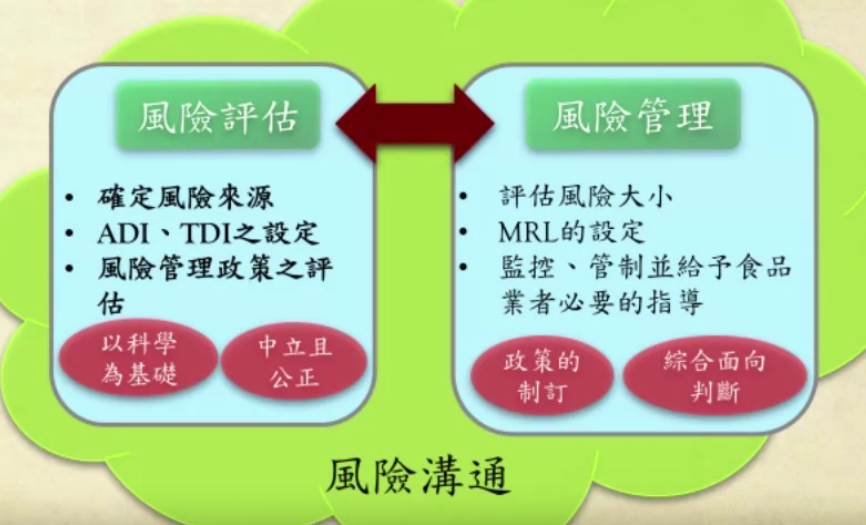 風險評估
• 確定風險來源
• ADI、TDI之設定
• 風險管理政策之評
估
以科學
為基礎
中立且
公正
風險管理
• 評估風險大小
• MRL的設定
• 監控、管制並給予食品
業者必要的指導
政策的
制訂
綜合面向
判斷
風險溝通